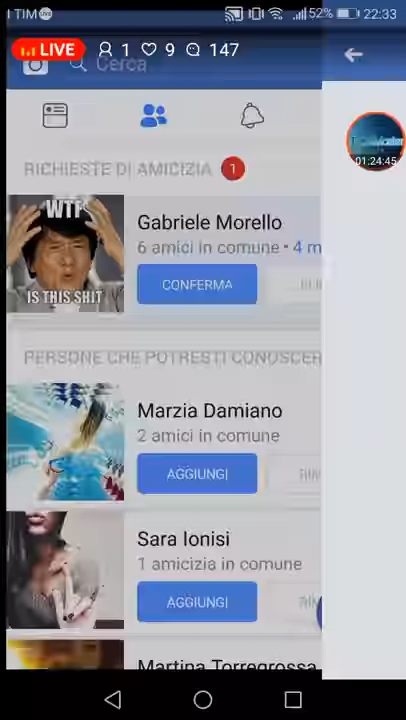 TIM
52% 22:33
LIVE 1 9 147
Cerca
RICHIESTE DI AMICIZIA 1
WTF
IS THIS SHIT
Gabriele Morello
6 amici in comune • 4 m
CONFERMA
01:24:45
PERSONE CHE POTRESTI CONOSCER
Marzia Damiano
2 amici in comune
AGGIUNGI
Sara Ionisi
1 amicizia in comune
AGGIUNGI
Martina Torregrossa